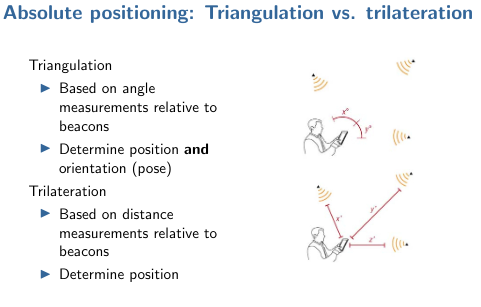 Absolute positioning: Triangulation vs. trilateration
Triangulation
Based on angle
measurements relative to
beacons
Determine position and
orientation (pose)
Trilateration
Based on distance
measurements relative to
beacons
Determine position
x°
y°